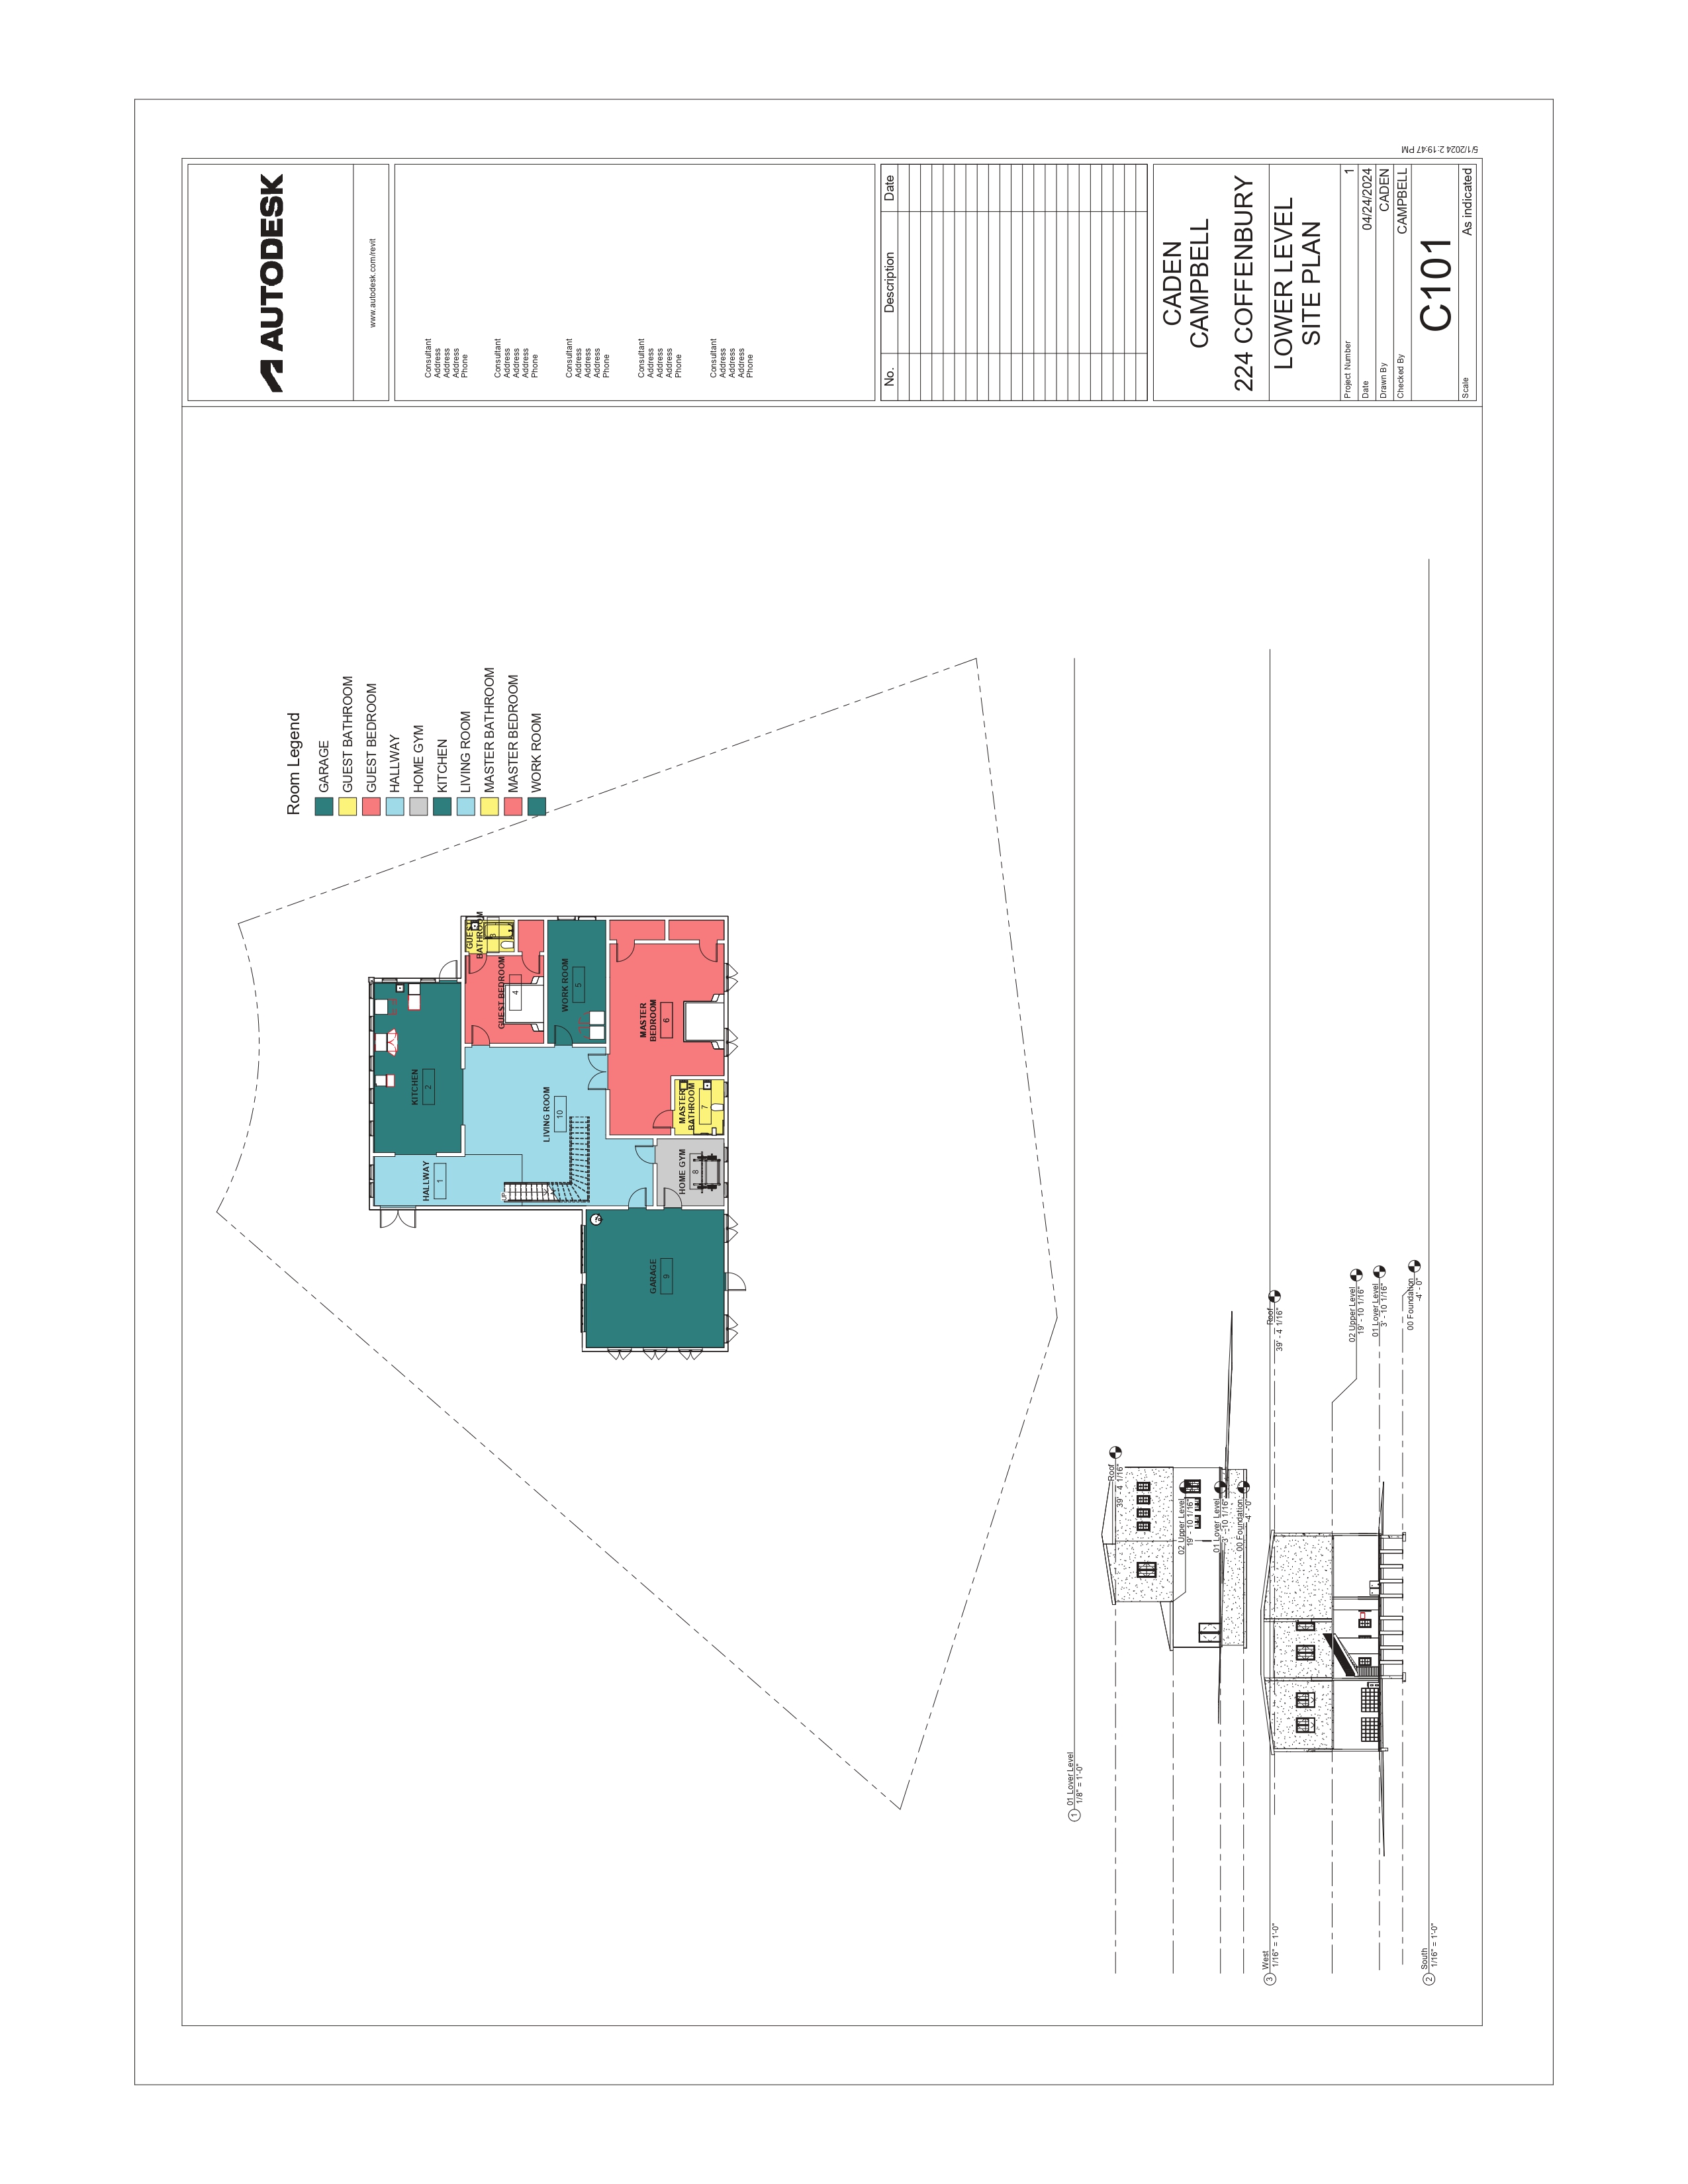 Room Legend
GARAGE
GUEST BATHROOM
GUEST BEDROOM
HALLWAY
HOME GYM
KITCHEN
LIVING ROOM
MASTER BATHROOM
MASTER BEDROOM
WORK ROOM
KITCHEN
2
HALLWAY
1
GUEST
BATHROOM
3
GUEST BEDROOM
4
UP
LIVING ROOM
10
WORK ROOM
5
GARAGE
9
MASTER
BEDROOM
6
HOME GYM
8
MASTER
BATHROOM
7
1
01 Lover Level
1/8" = 1'-0"
Roof
39' - 4 1/16"
02 Upper Level
19' - 10 1/16"
01 Lover Level
3' - 10 1/16"
00 Foundation
-4' - 0"
3
West
1/16" = 1'-0"
Roof
39' - 4 1/16"
02 Upper Level
19' - 10 1/16"
01 Lover Level
3' - 10 1/16"
00 Foundation
-4' - 0"
2
South
1/16" = 1'-0"
AUTODESK
www.autodesk.com/revit
Consultant
Address
Address
Address
Phone
Consultant
Address
Address
Address
Phone
Consultant
Address
Address
Address
Phone
Consultant
Address
Address
Address
Phone
Consultant
Address
Address
Address
Phone
No. Description Date
CADEN
CAMPBELL
224 COFFENBURY
LOWER LEVEL
SITE PLAN
Project Number 1
Date 04/24/2024
Drawn By CADEN
Checked By CAMPBELL
C101
Scale As indicated
5/1/2024 2:19:47 PM